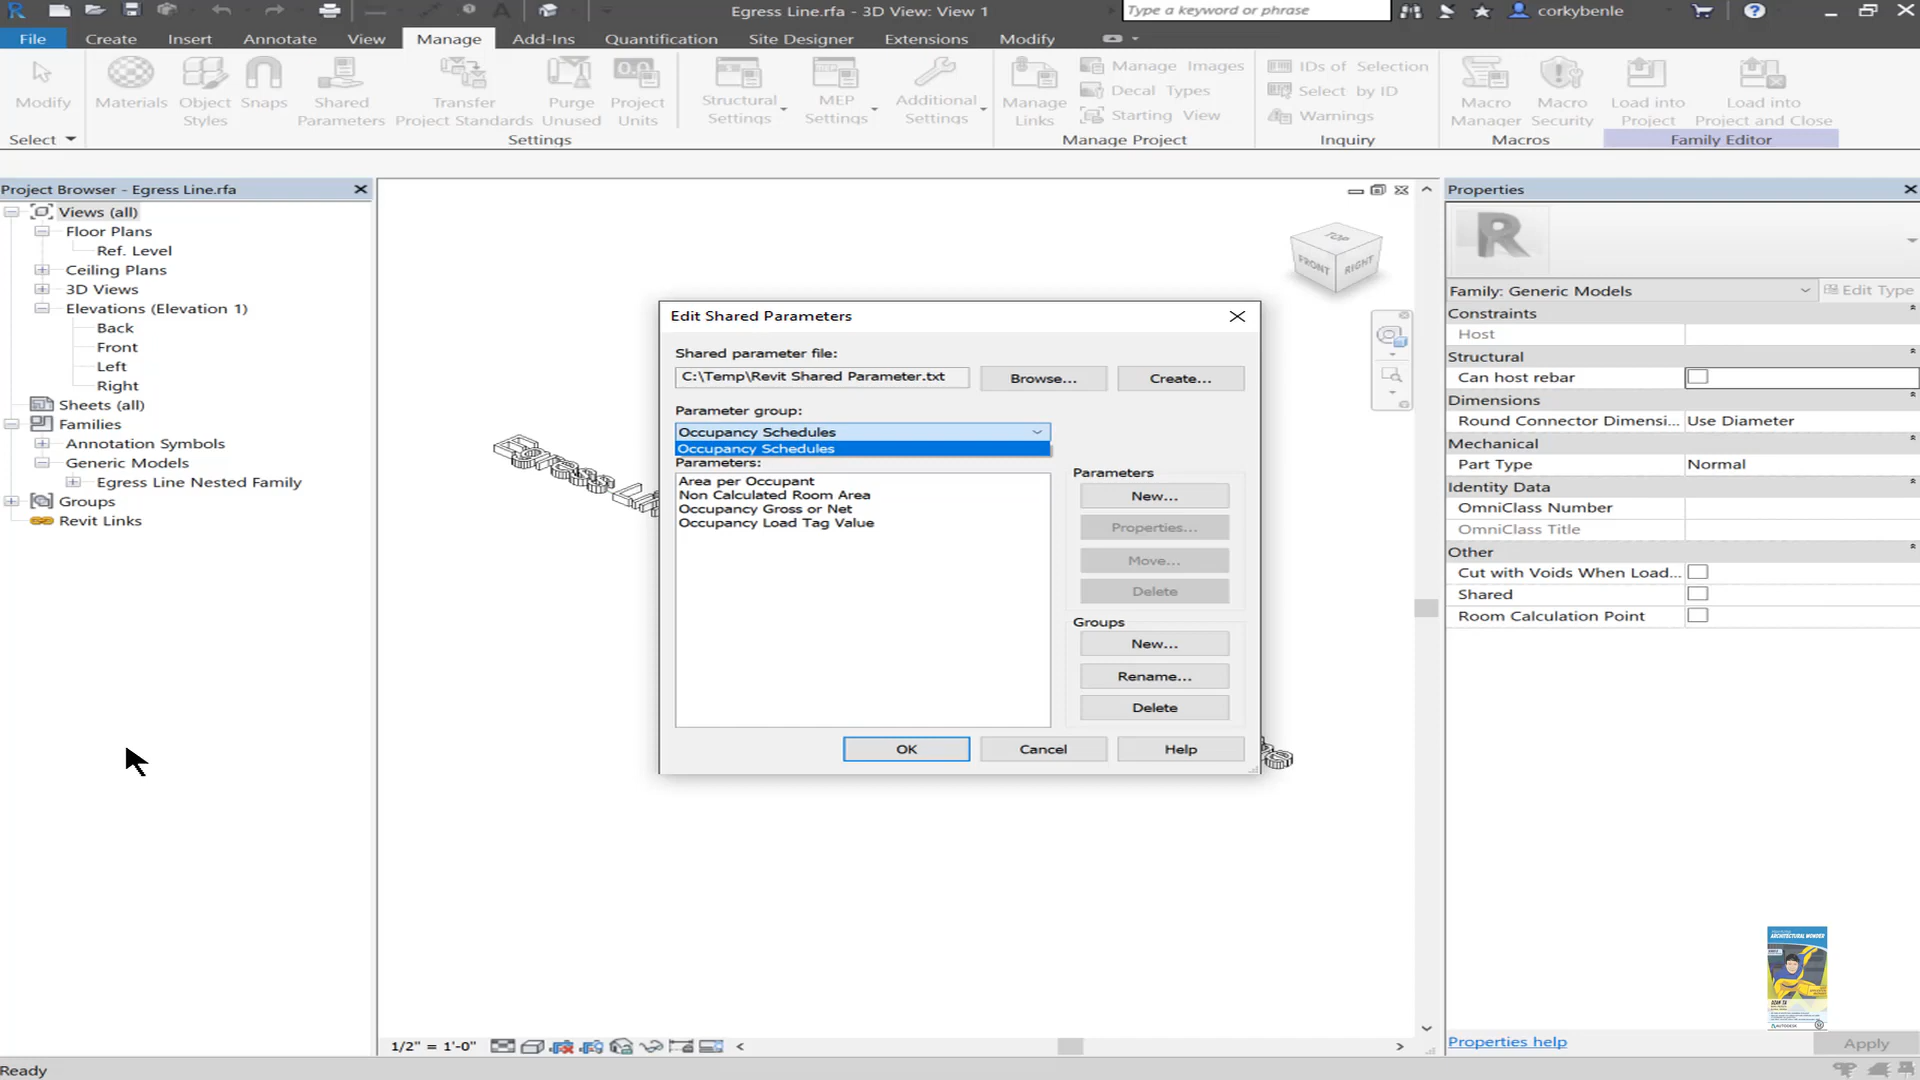 Egress Line.rfa - 3D View: View 1
Type a keyword or phrase
corkybenle
File Create Insert Annotate View Manage Add-Ins Quantification Site Designer Extensions Modify
Modify
Materials
Object Styles
Snaps
Shared Parameters
Transfer Project Standards
Purge Unused
Project Units
Structural Settings
MEP Settings
Additional Settings
Manage Links
Manage Images
Decal Types
Starting View
IDs of Selection
Select by ID
Warnings
Macro Manager
Macro Security
Load into Project
Load into Project and Close
Select
Settings
Manage Project
Inquiry
Macros
Family Editor
Project Browser - Egress Line.rfa
Views (all)
Floor Plans
Ref. Level
Ceiling Plans
3D Views
Elevations (Elevation 1)
Back
Front
Left
Right
Sheets (all)
Families
Annotation Symbols
Generic Models
Egress Line Nested Family
Groups
Revit Links
TOP
FRONT
RIGHT
Edit Shared Parameters
Shared parameter file:
C:\Temp\Revit Shared Parameter.txt
Browse...
Create...
Parameter group:
Occupancy Schedules
Occupancy Schedules
Parameters:
Area per Occupant
Non Calculated Room Area
Occupancy Gross or Net
Occupancy Load Tag Value
Parameters
New...
Properties...
Move...
Delete
Groups
New...
Rename...
Delete
OK
Cancel
Help
Properties
Family: Generic Models
Edit Type
Constraints
Host
Structural
Can host rebar
Dimensions
Round Connector Dimensi... Use Diameter
Mechanical
Part Type Normal
Identity Data
OmniClass Number
OmniClass Title
Other
Cut with Voids When Load...
Shared
Room Calculation Point
ARCHITECTURAL WONDER
AUTODESK
Properties help
Apply
1/2" = 1'-0"
Ready